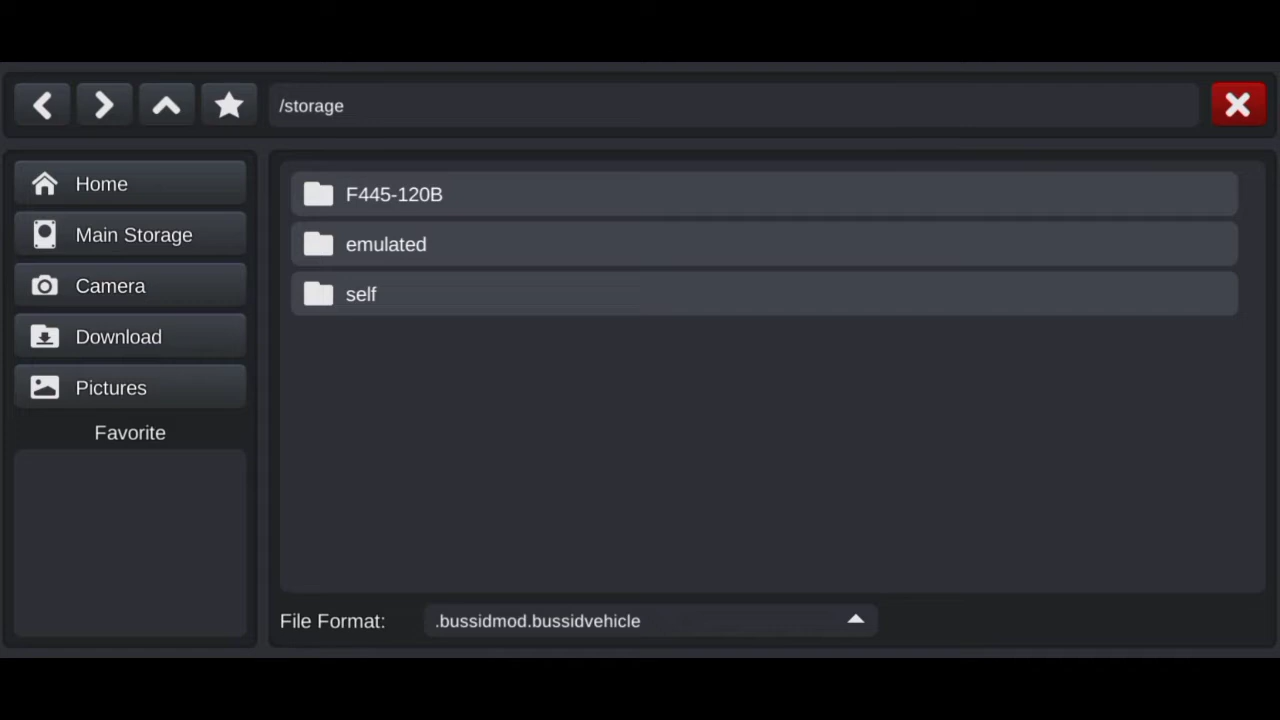 /storage
Home
Main Storage
Camera
Download
Pictures
Favorite
F445-120B
emulated
self
File Format: .bussidmod.bussidvehicle